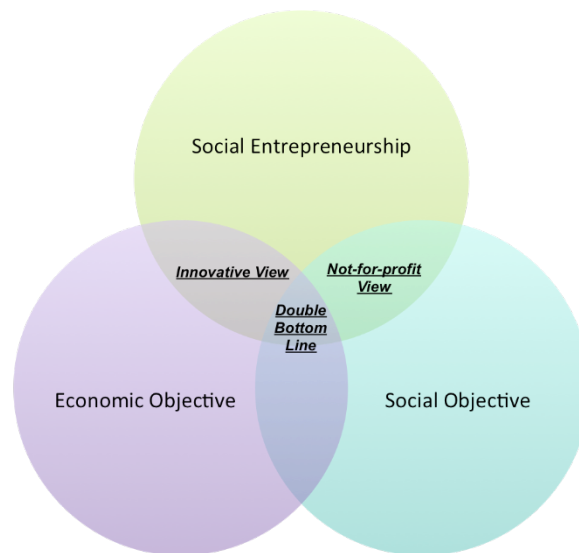 Social Entrepreneurship
Innovative View
Not-for-profit
View
Double
Bottom
Line
Economic Objective
Social Objective